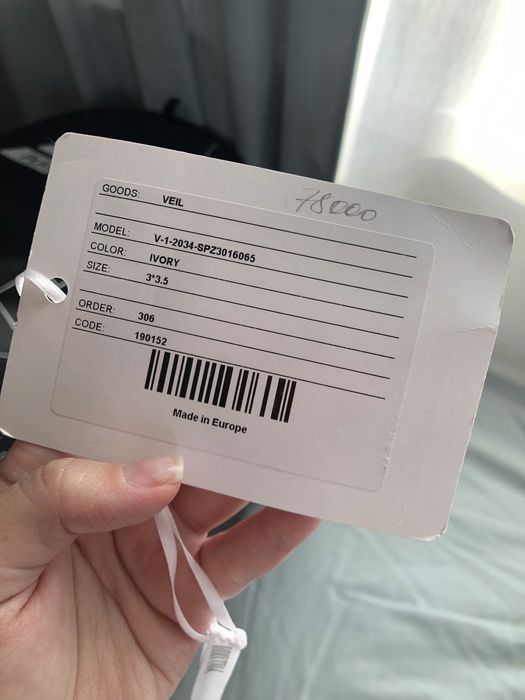 78000
GOODS: VEIL
MODEL: V-1-2034-SPZ3016065
COLOR: IVORY
SIZE: 3*3.5
ORDER: 306
CODE: 190152
Made in Europe